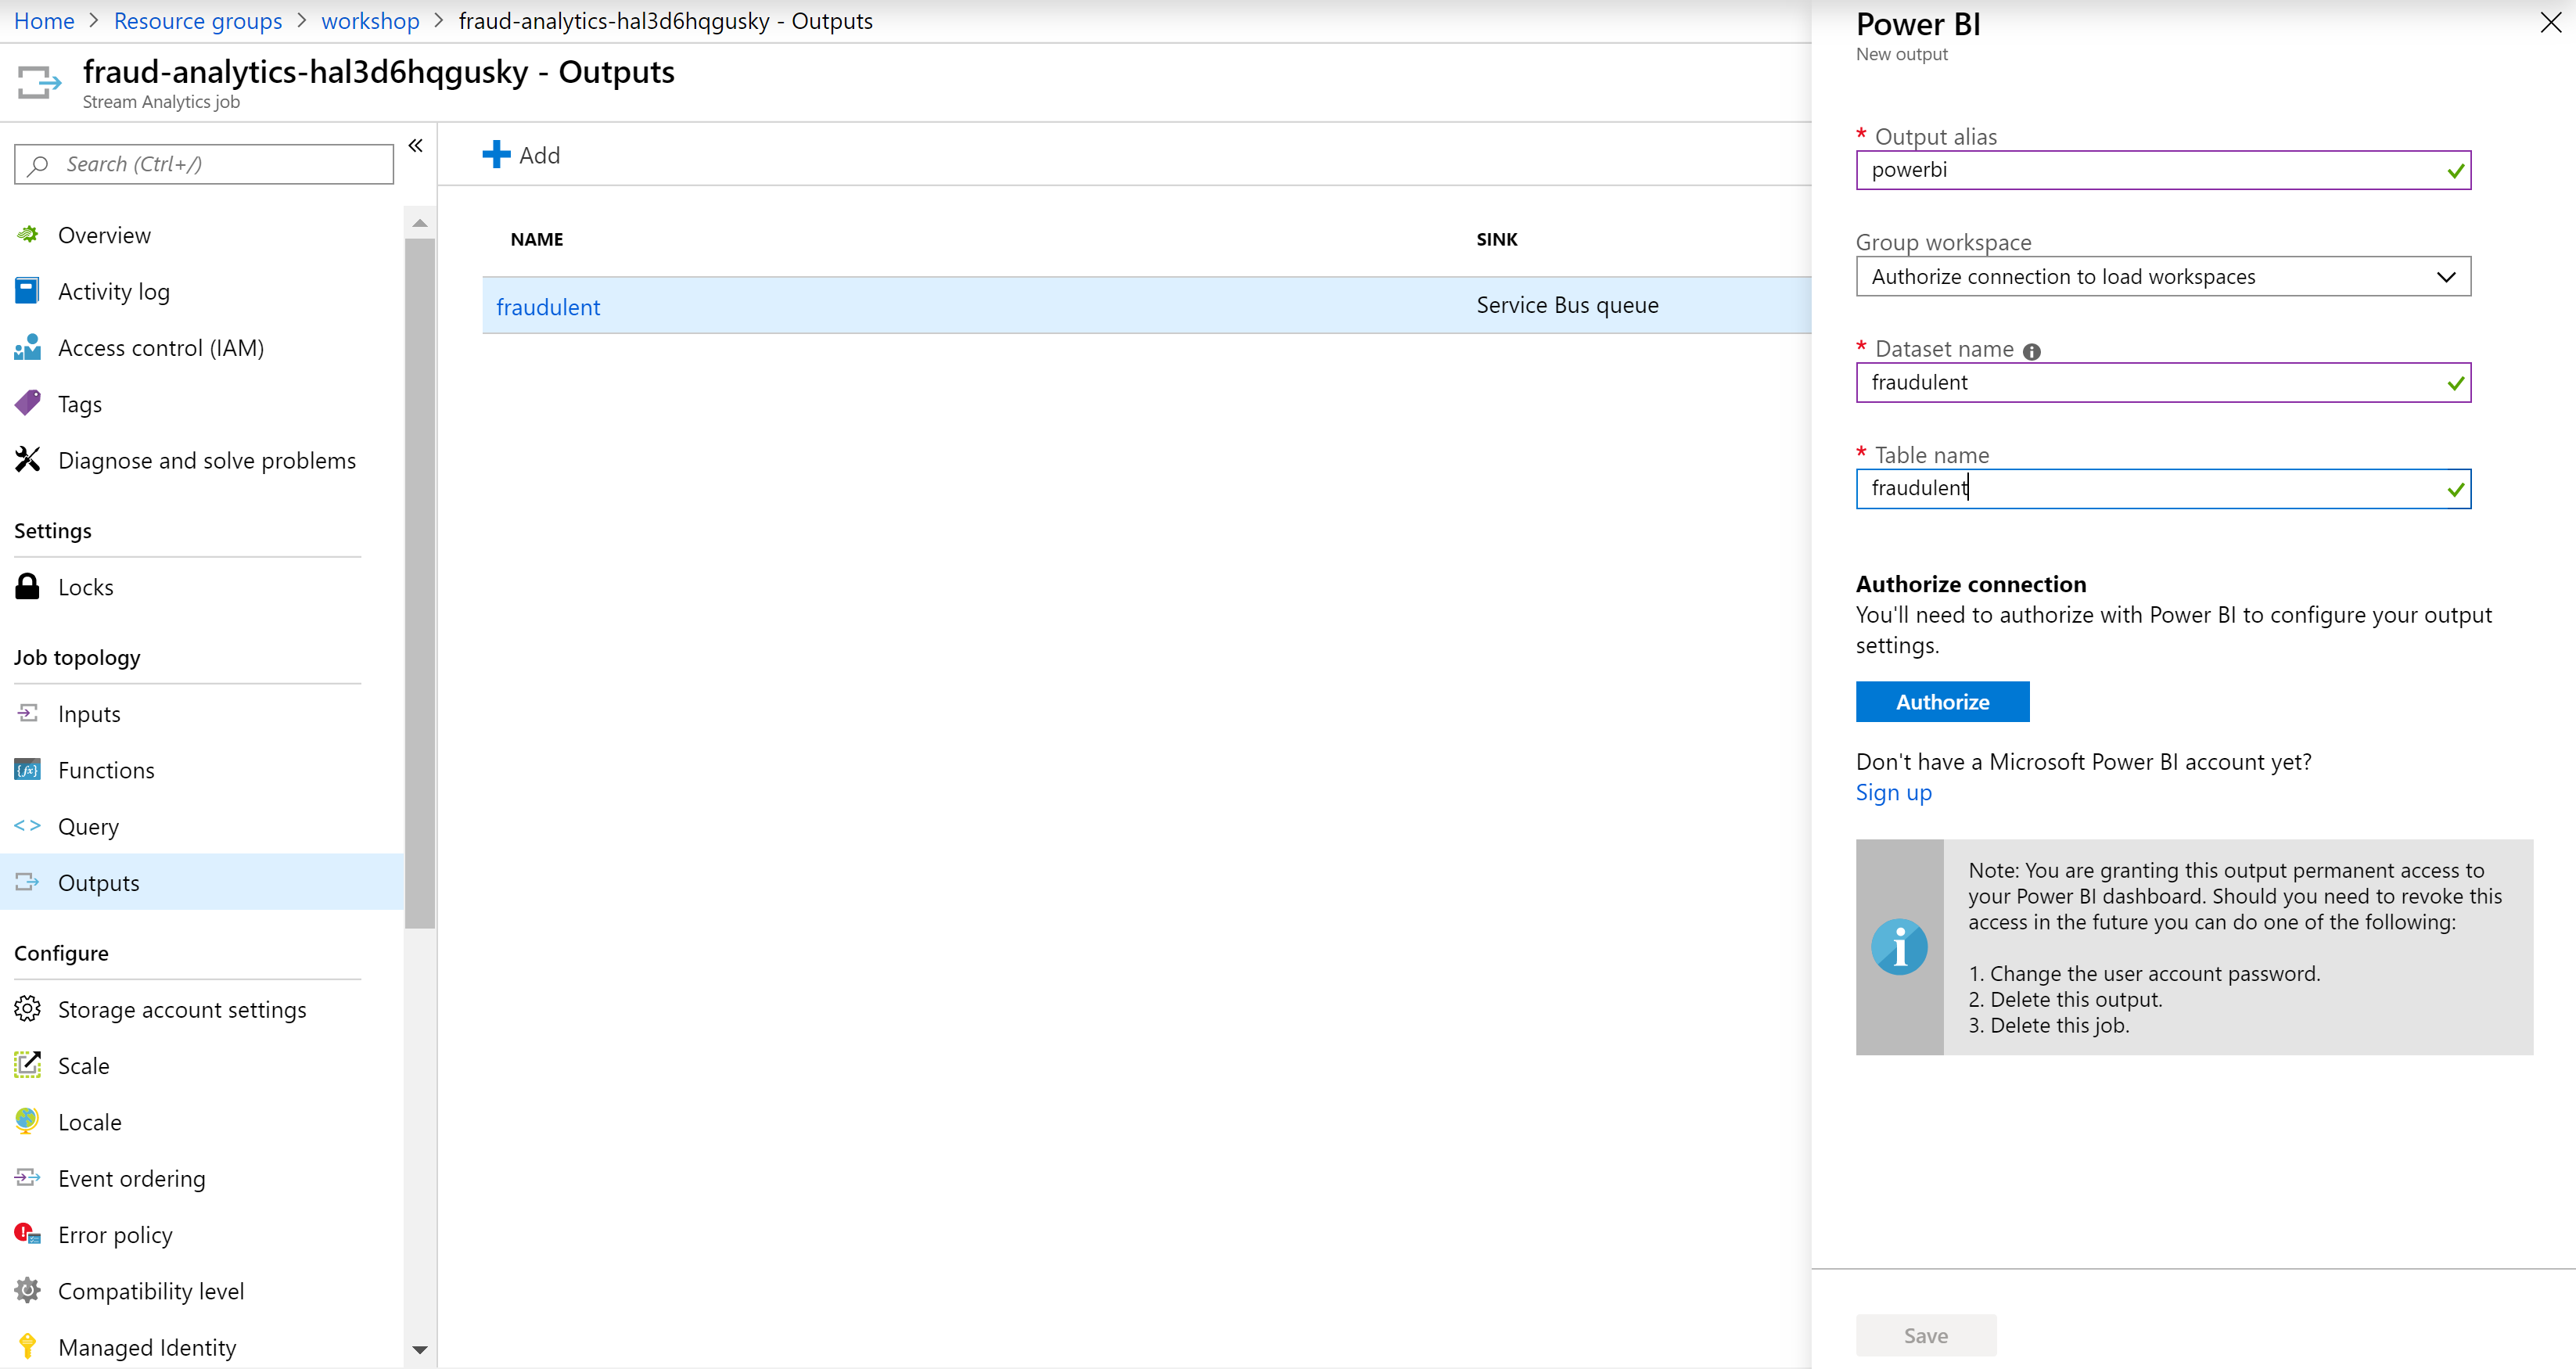 Home > Resource groups > workshop > fraud-analytics-hal3d6hqgusky - Outputs
fraud-analytics-hal3d6hqgusky - Outputs
Stream Analytics job
Search (Ctrl+/)
«
Overview
Activity log
Access control (IAM)
Tags
Diagnose and solve problems
Settings
Locks
Job topology
Inputs
Functions
Query
Outputs
Configure
Storage account settings
Scale
Locale
Event ordering
Error policy
Compatibility level
Managed Identity
Add
NAME SINK
fraudulent Service Bus queue
Power BI
New output
* Output alias
powerbi
Group workspace
Authorize connection to load workspaces
* Dataset name
fraudulent
* Table name
fraudulent
Authorize connection
You'll need to authorize with Power BI to configure your output
settings.
Authorize
Don't have a Microsoft Power BI account yet?
Sign up
Note: You are granting this output permanent access to
your Power BI dashboard. Should you need to revoke this
access in the future you can do one of the following:
1. Change the user account password.
2. Delete this output.
3. Delete this job.
Save